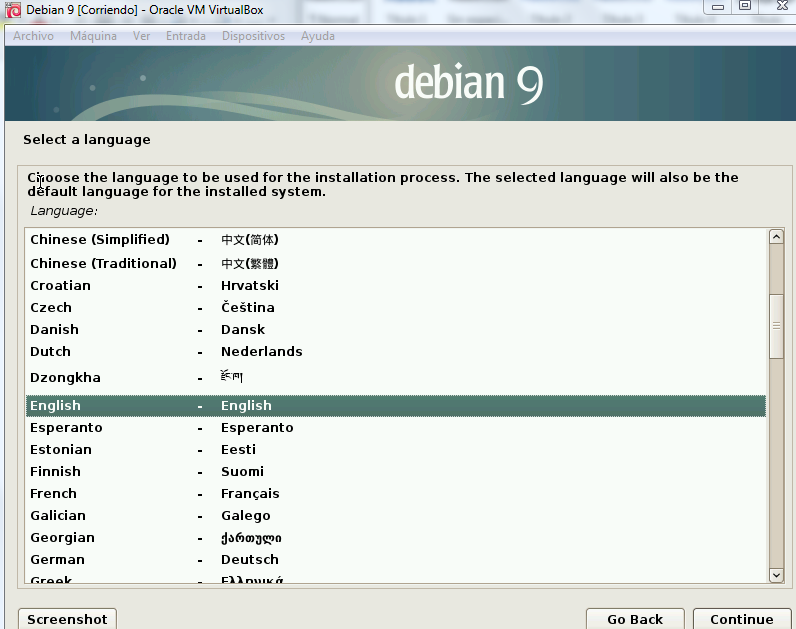 Debian 9 [Corriendo] - Oracle VM VirtualBox
Archivo Máquina Ver Entrada Dispositivos Ayuda
debian 9
Select a language
Choose the language to be used for the installation process. The selected language will also be the
default language for the installed system.
Language:
Chinese (Simplified) - 中文(简体)
Chinese (Traditional) - 中文(繁體)
Croatian - Hrvatski
Czech - Čeština
Danish - Dansk
Dutch - Nederlands
Dzongkha - རྫོང་ཁ།
English - English
Esperanto - Esperanto
Estonian - Eesti
Finnish - Suomi
French - Français
Galician - Galego
Georgian - ქართული
German - Deutsch
Greek - Ελληνικά
Screenshot Go Back Continue